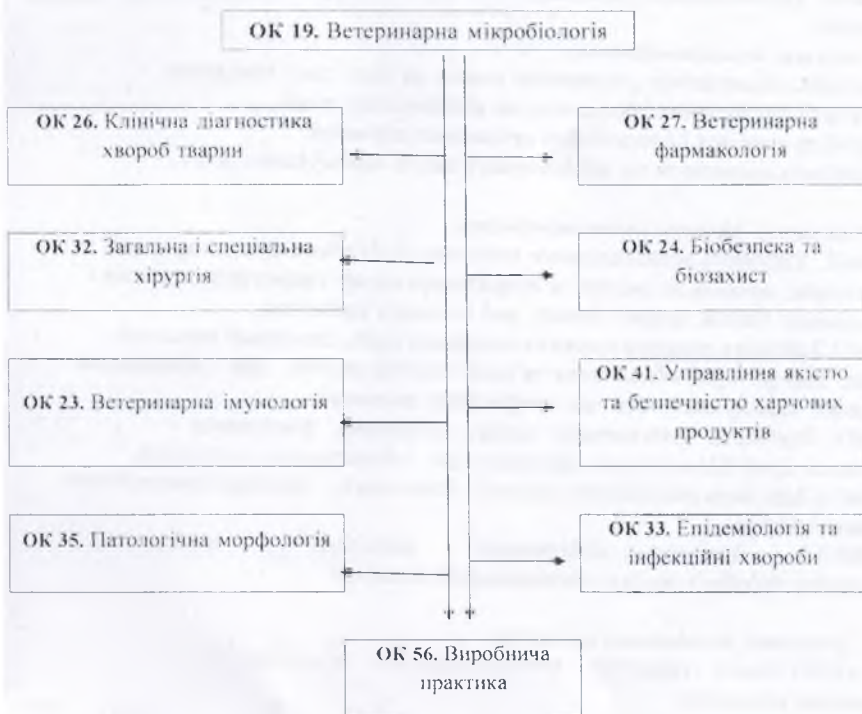 ОК 19. Ветеринарна мікробіологія
ОК 26. Клінічна діагностика
хвороб тварин
ОК 27. Ветеринарна
фармакологія
ОК 32. Загальна і спеціальна
хірургія
ОК 24. Біобезпека та
біозахист
ОК 23. Ветеринарна імунологія
ОК 41. Управління якістю
та безпечністю харчових
продуктів
ОК 35. Патологічна морфологія
ОК 33. Епідеміологія та
інфекційні хвороби
ОК 56. Виробнича
практика